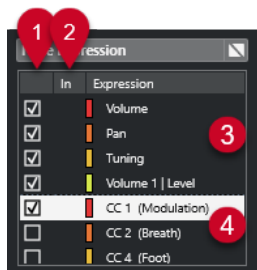 1 2
Expression
In Expression
Volume
Pan
3
Tuning
Volume 1 | Level
CC 1 (Modulation)
4
CC 2 (Breath)
CC 4 (Foot)